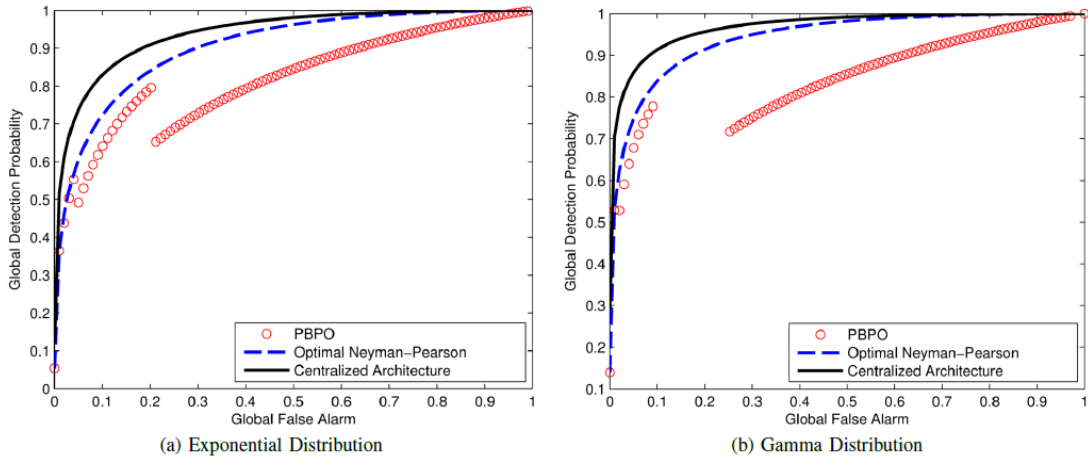 1
0.9
0.8
0.7
0.6
0.5
0.4
0.3
0.2
0.1
0
Global Detection Probability
0 0.1 0.2 0.3 0.4 0.5 0.6 0.7 0.8 0.9 1
Global False Alarm
PBPO
Optimal Neyman−Pearson
Centralized Architecture
(a) Exponential Distribution
1
0.9
0.8
0.7
0.6
0.5
0.4
0.3
0.2
0.1
Global Detection Probability
0 0.1 0.2 0.3 0.4 0.5 0.6 0.7 0.8 0.9 1
Global False Alarm
PBPO
Optimal Neyman−Pearson
Centralized Architecture
(b) Gamma Distribution